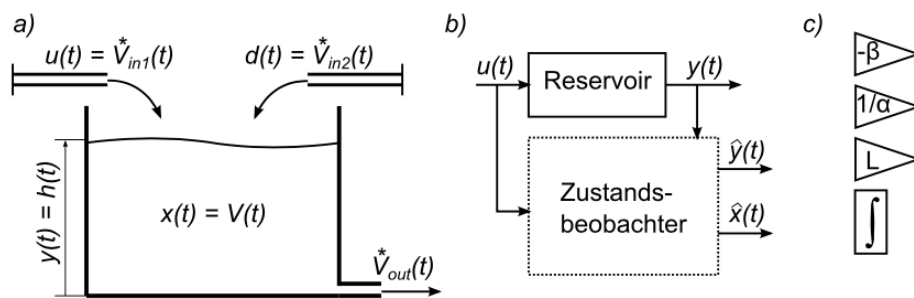 a)
u(t) = V̇*in1(t)
d(t) = V̇*in2(t)
y(t) = h(t)
x(t) = V(t)
V̇*out(t)
b)
u(t)
Reservoir
y(t)
Zustands-
beobachter
ŷ(t)
x̂(t)
c)
-β
1/α
L
∫